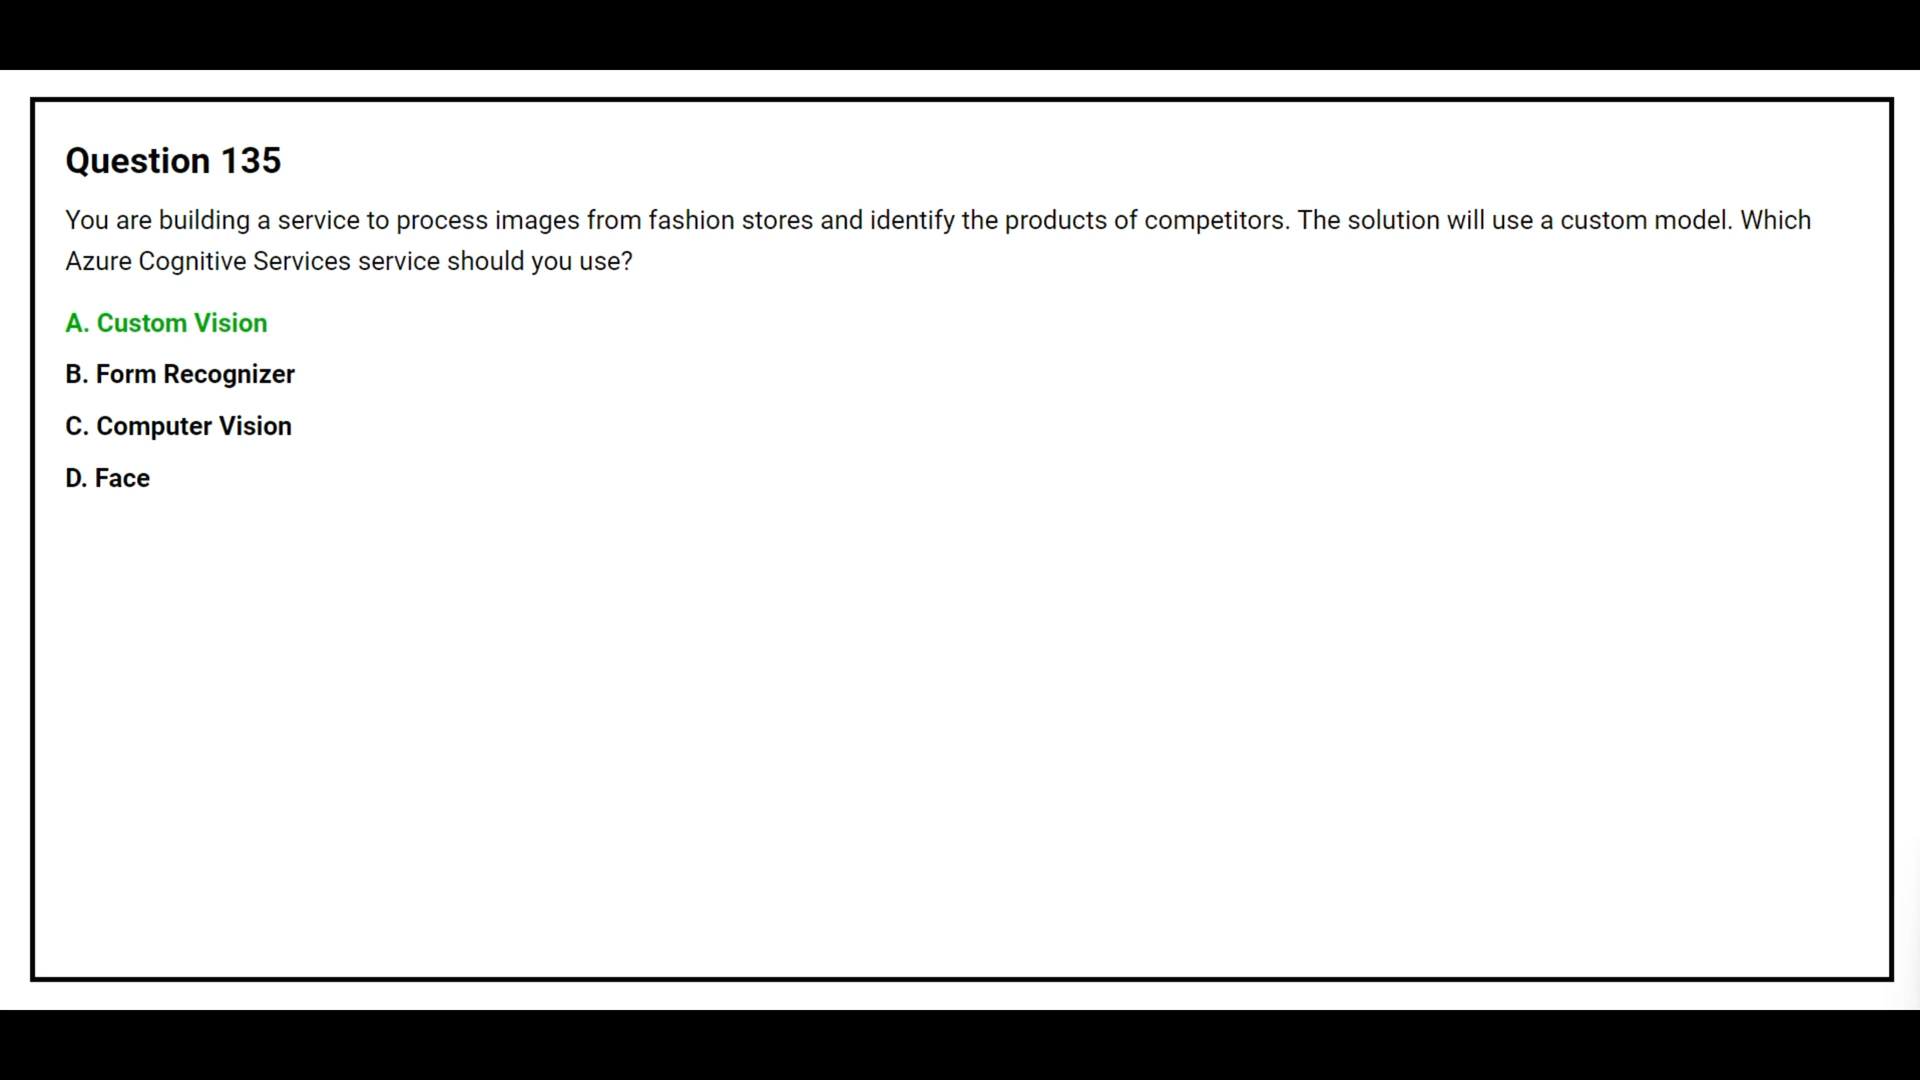 Question 135
You are building a service to process images from fashion stores and identify the products of competitors. The solution will use a custom model. Which
Azure Cognitive Services service should you use?
A. Custom Vision
B. Form Recognizer
C. Computer Vision
D. Face